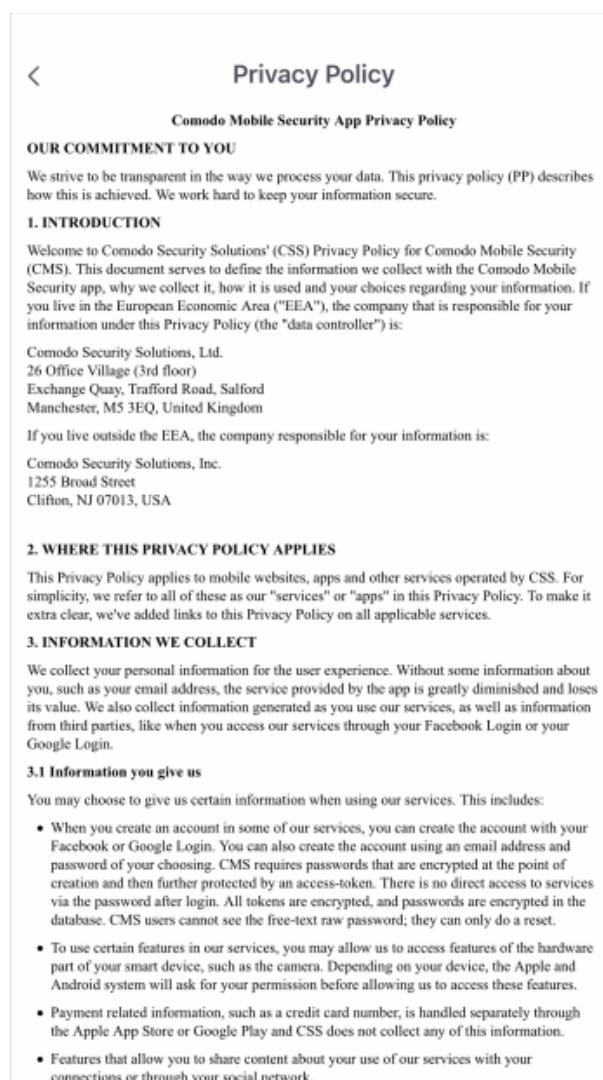 Privacy Policy
Comodo Mobile Security App Privacy Policy
OUR COMMITMENT TO YOU
We strive to be transparent in the way we process your data. This privacy policy (PP) describes
how this is achieved. We work hard to keep your information secure.
1. INTRODUCTION
Welcome to Comodo Security Solutions' (CSS) Privacy Policy for Comodo Mobile Security
(CMS). This document serves to define the information we collect with the Comodo Mobile
Security app, why we collect it, how it is used and your choices regarding your information. If
you live in the European Economic Area ("EEA"), the company that is responsible for your
information under this Privacy Policy (the "data controller") is:
Comodo Security Solutions, Ltd.
26 Office Village (3rd floor)
Exchange Quay, Trafford Road, Salford
Manchester, M5 3EQ, United Kingdom
If you live outside the EEA, the company responsible for your information is:
Comodo Security Solutions, Inc.
1255 Broad Street
Clifton, NJ 07013, USA
2. WHERE THIS PRIVACY POLICY APPLIES
This Privacy Policy applies to mobile websites, apps and other services operated by CSS. For
simplicity, we refer to all of these as our "services" or "apps" in this Privacy Policy. To make it
extra clear, we've added links to this Privacy Policy on all applicable services.
3. INFORMATION WE COLLECT
We collect your personal information for the user experience. Without some information about
you, such as your email address, the service provided by the app is greatly diminished and loses
its value. We also collect information generated as you use our services, as well as information
from third parties, like when you access our services through your Facebook Login or your
Google Login.
3.1 Information you give us
You may choose to give us certain information when using our services. This includes:
• When you create an account in some of our services, you can create the account with your
Facebook or Google Login. You can also create the account using an email address and
password of your choosing. CMS requires passwords that are encrypted at the point of
creation and then further protected by an access-token. There is no direct access to services
via the password after login. All tokens are encrypted, and passwords are encrypted in the
database. CMS users cannot see the free-text raw password; they can only do a reset.
• To use certain features in our services, you may allow us to access features of the hardware
part of your smart device, such as the camera. Depending on your device, the Apple and
Android system will ask for your permission before allowing us to access these features.
• Payment related information, such as a credit card number, is handled separately through
the Apple App Store or Google Play and CSS does not collect any of this information.
• Features that allow you to share content about your use of our services with your
connections or through your social network.